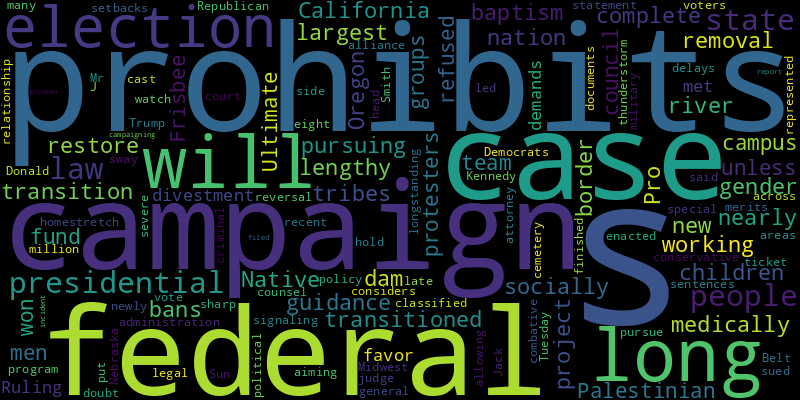 many setbacks Republican California baptism statement voters
election largest complete state
relationship Mr J cast alliance groups refused nation removal
prohibits
ground watch Frisbee court side Oregon head Smith led demands documents council thunderstorm military delays report represented
Trump Ultimate eight met river
campaigning restore pursuing Democrats team campus
sway will case
Donald law lengthy protesters Kennedy border unless
transition divestment tribes Pro said gender across
severe reversal longstanding attorney special merits
homestretch recent enacted new nearly areas
campaign S
fund million criminal filed hold cemetery finished working conservative
presidential Native policy dam late socially children ticket
counsel considers classified people sentences
won incident newly vote sharp guidance
bans administration signaling transitioned combative Tuesday project medically
federal long
men put Nebraska political favor allowing Jack pursue
program legal Sun aiming Midwest judge Belt
Ruling doubt general Palestinian sued